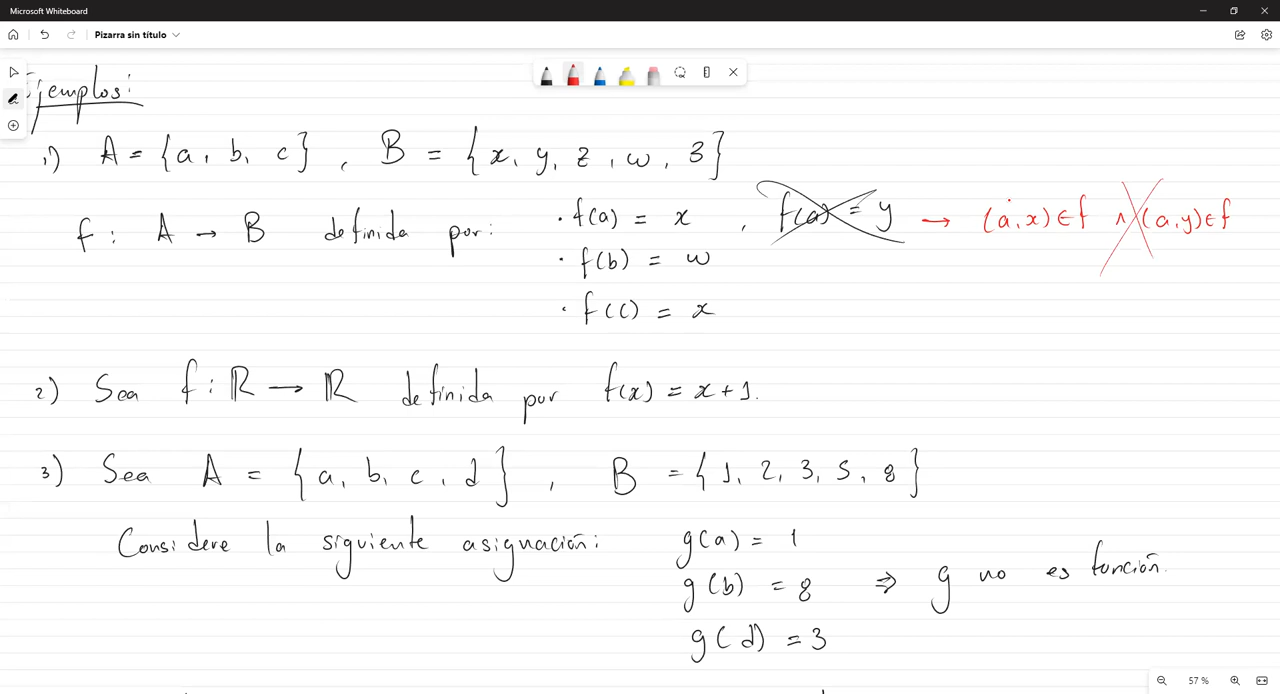 Microsoft Whiteboard
Pizarra sin título
Ejemplos:
1) A = {a, b, c} , B = {x, y, z, w, 3}
f : A → B definida por: · f(a) = x , f(a) = y → (a,x) ∈ f ∧ (a,y) ∈ f
· f(b) = w
· f(c) = x
2) Sea f : ℝ → ℝ definida por f(x) = x + 1.
3) Sea A = {a, b, c, d} , B = {1, 2, 3, 5, 8}
Considere la siguiente asignación: g(a) = 1
g(b) = 8 ⇒ g no es función.
g(d) = 3
57 %